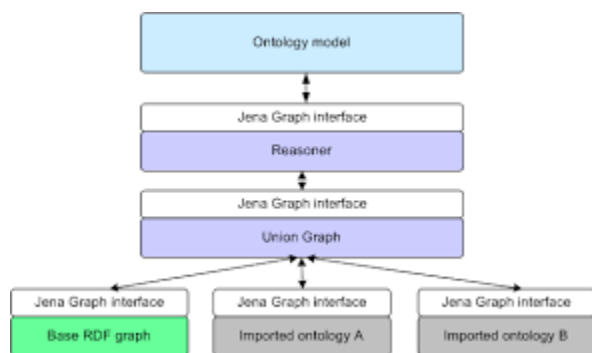 Ontology model
Jena Graph interface
Reasoner
Jena Graph interface
Union Graph
Jena Graph interface
Jena Graph interface
Jena Graph interface
Base RDF graph
Imported ontology A
Imported ontology B